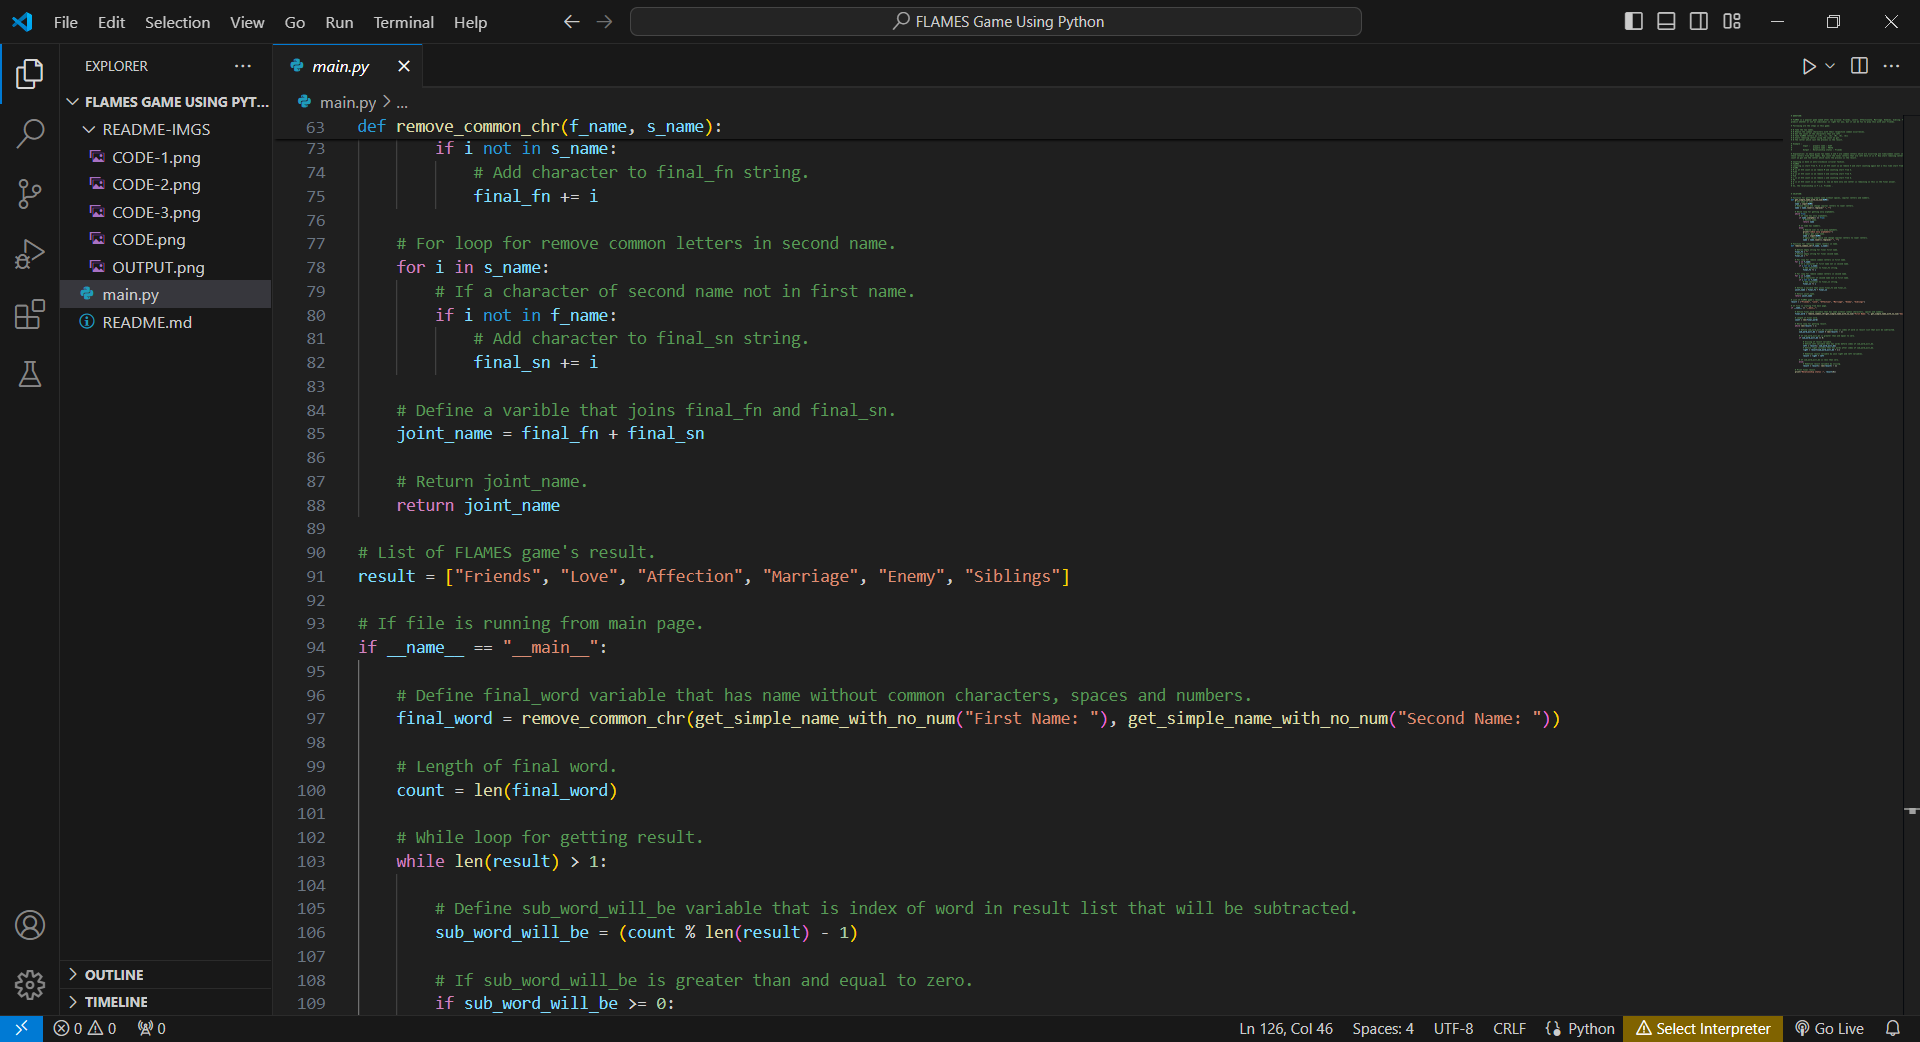 File Edit Selection View Go Run Terminal Help
FLAMES Game Using Python
EXPLORER
FLAMES GAME USING PYT...
README-IMGS
CODE-1.png
CODE-2.png
CODE-3.png
CODE.png
OUTPUT.png
main.py
README.md
OUTLINE
TIMELINE
main.py
main.py > ...
63 def remove_common_chr(f_name, s_name):
73 if i not in s_name:
74 # Add character to final_fn string.
75 final_fn += i
76
77 # For loop for remove common letters in second name.
78 for i in s_name:
79 # If a character of second name not in first name.
80 if i not in f_name:
81 # Add character to final_sn string.
82 final_sn += i
83
84 # Define a varible that joins final_fn and final_sn.
85 joint_name = final_fn + final_sn
86
87 # Return joint_name.
88 return joint_name
89
90 # List of FLAMES game's result.
91 result = ["Friends", "Love", "Affection", "Marriage", "Enemy", "Siblings"]
92
93 # If file is running from main page.
94 if __name__ == "__main__":
95
96 # Define final_word variable that has name without common characters, spaces and numbers.
97 final_word = remove_common_chr(get_simple_name_with_no_num("First Name: "), get_simple_name_with_no_num("Second Name: "))
98
99 # Length of final word.
100 count = len(final_word)
101
102 # While loop for getting result.
103 while len(result) > 1:
104
105 # Define sub_word_will_be variable that is index of word in result list that will be subtracted.
106 sub_word_will_be = (count % len(result) - 1)
107
108 # If sub_word_will_be is greater than and equal to zero.
109 if sub_word_will_be >= 0:
0 0 0
Ln 126, Col 46 Spaces: 4 UTF-8 CRLF Python Select Interpreter Go Live